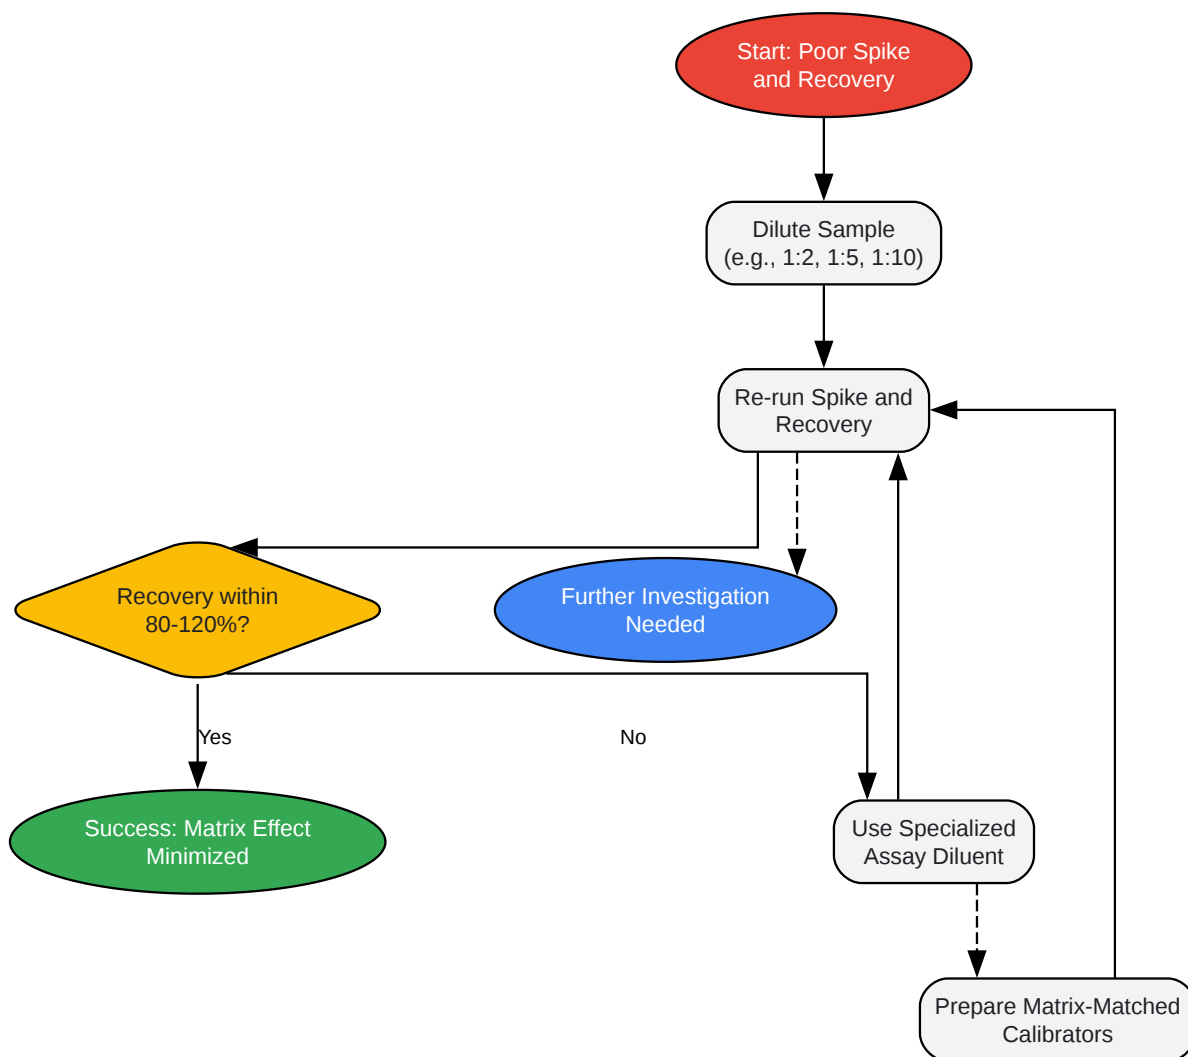 Start: Poor Spike
and Recovery
Dilute Sample
(e.g., 1:2, 1:5, 1:10)
Re-run Spike and
Recovery
Recovery within
80-120%?
Further Investigation
Needed
Yes
No
Success: Matrix Effect
Minimized
Use Specialized
Assay Diluent
Prepare Matrix-Matched
Calibrators